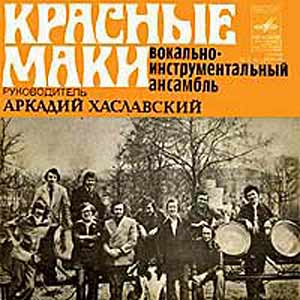 КРАСНЫЕ
МАКИ
ВОКАЛЬНО-
ИНСТРУМЕНТАЛЬНЫЙ
АНСАМБЛЬ
РУКОВОДИТЕЛЬ
АРКАДИЙ ХАСЛАВСКИЙ